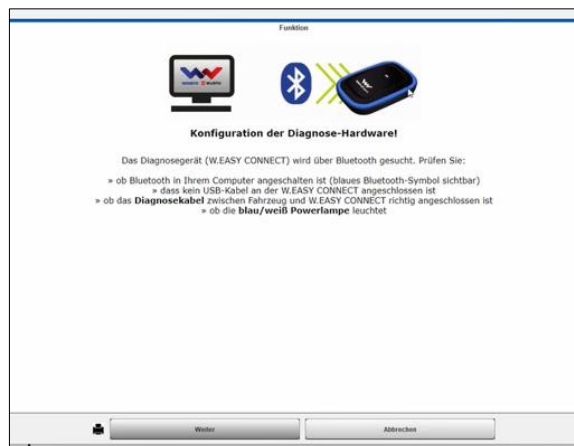 Funktion
Konfiguration der Diagnose-Hardware!
Das Diagnosegerät (W.EASY CONNECT) wird über Bluetooth gesucht. Prüfen Sie:
» ob Bluetooth in Ihrem Computer angeschalten ist (blaues Bluetooth-Symbol sichtbar)
» dass kein USB-Kabel an der W.EASY CONNECT angeschlossen ist
» ob das Diagnosekabel zwischen Fahrzeug und W.EASY CONNECT richtig angeschlossen ist
» ob die blau/weiß Powerlampe leuchtet
Weiter
Abbrechen